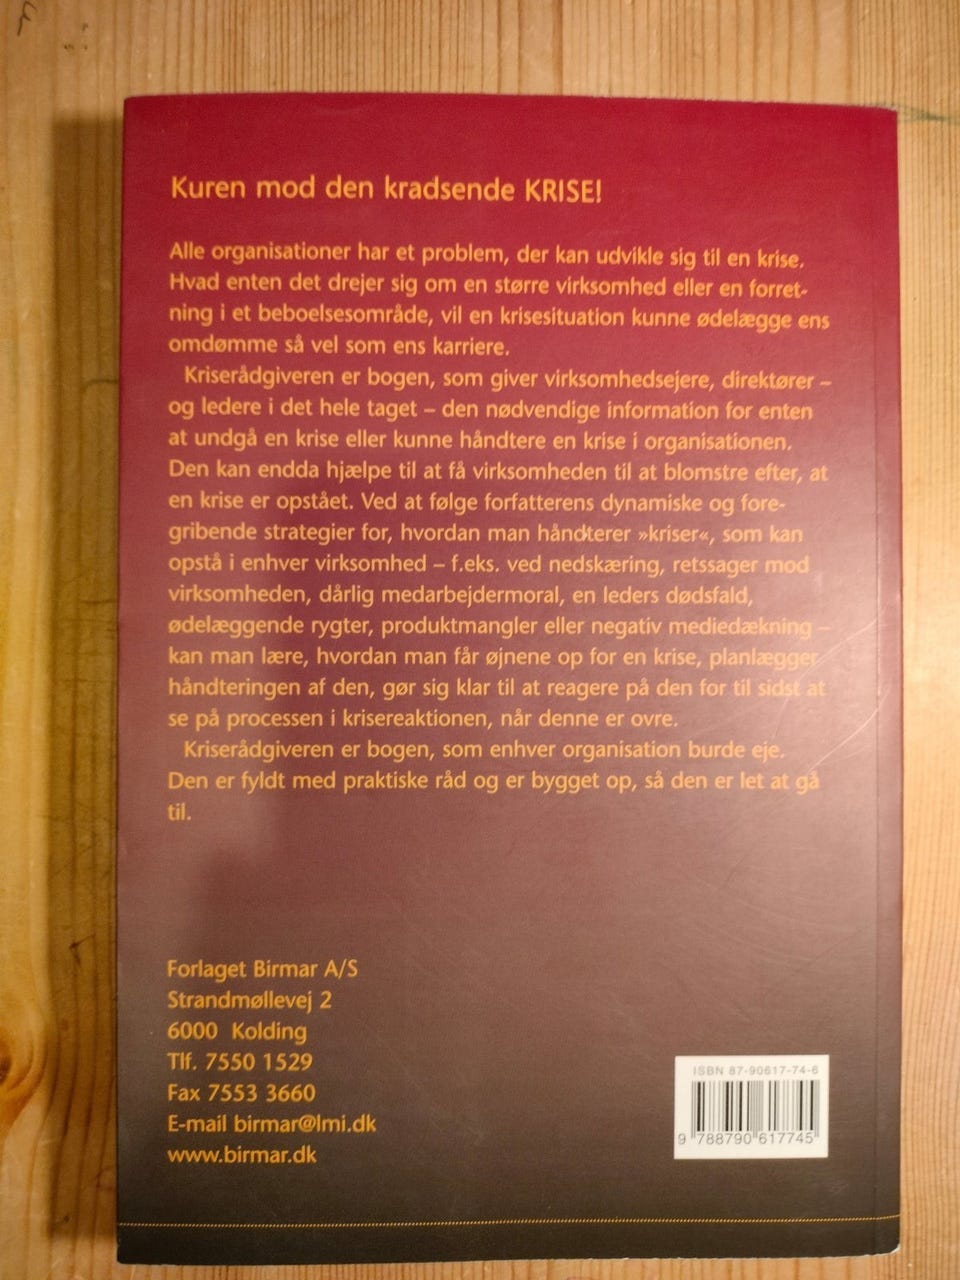 Kuren mod den kradsende KRISE!
Alle organisationer har et problem, der kan udvikle sig til en krise.
Hvad enten det drejer sig om en større virksomhed eller en forret-
ning i et beboelsesområde, vil en krisesituation kunne ødelægge ens
omdømme så vel som ens karriere.
Kriserådgiveren er bogen, som giver virksomhedsejere, direktører –
og ledere i det hele taget – den nødvendige information for enten
at undgå en krise eller kunne håndtere en krise i organisationen.
Den kan endda hjælpe til at få virksomheden til at blomstre efter, at
en krise er opstået. Ved at følge forfatterens dynamiske og fore-
gribende strategier for, hvordan man håndterer »kriser«, som kan
opstå i enhver virksomhed – f.eks. ved nedskæring, retssager mod
virksomheden, dårlig medarbejdermoral, en leders dødsfald,
ødelæggende rygter, produktmangler eller negativ mediedækning –
kan man lære, hvordan man får øjnene op for en krise, planlægger
håndteringen af den, gør sig klar til at reagere på den for til sidst at
se på processen i krisereaktionen, når denne er ovre.
Kriserådgiveren er bogen, som enhver organisation burde eje.
Den er fyldt med praktiske råd og er bygget op, så den er let at gå
til.
Forlaget Birmar A/S
Strandmøllevej 2
6000 Kolding
Tlf. 7550 1529
Fax 7553 3660
E-mail birmar@lmi.dk
www.birmar.dk
ISBN 87-90617-74-6
9 788790 617745